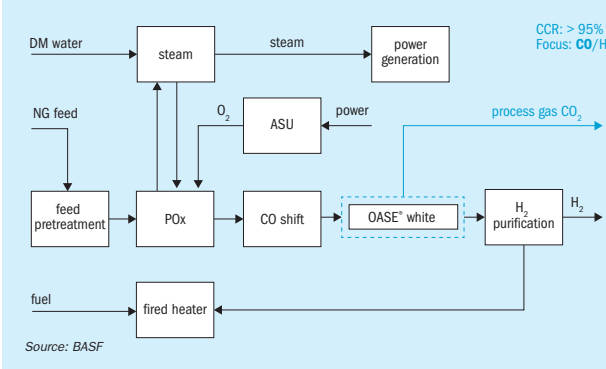 DM water
steam
steam
power
generation
CCR: > 95%
Focus: CO/H
NG feed
O₂
ASU
power
process gas CO₂
feed
pretreatment
POx
CO shift
OASE® white
H₂
purification
H₂
fuel
fired heater
Source: BASF